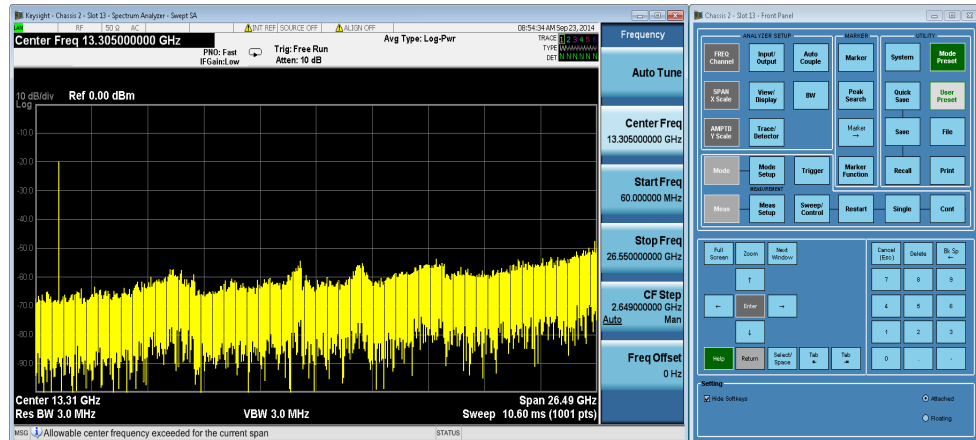 Keysight - Chassis 2 - Slot 13 - Spectrum Analyzer - Swept SA
LAN RF 50 Ω AC INT REF SOURCE OFF ALIGN OFF 08:54:34 AM Sep 23, 2014
Center Freq 13.305000000 GHz
PNO: Fast
IFGain:Low
Trig: Free Run
Atten: 10 dB
Avg Type: Log-Pwr
TRACE 1 2 3 4 5 6
TYPE
DET N N N N N N
10 dB/div
Log
Ref 0.00 dBm
-10.0
-20.0
-30.0
-40.0
-50.0
-60.0
-70.0
-80.0
-90.0
Center 13.31 GHz
Span 26.49 GHz
Res BW 3.0 MHz
VBW 3.0 MHz
Sweep 10.60 ms (1001 pts)
MSG Allowable center frequency exceeded for the current span
STATUS
Frequency
Auto Tune
Center Freq
13.305000000 GHz
Start Freq
60.000000 MHz
Stop Freq
26.550000000 GHz
CF Step
2.649000000 GHz
Auto Man
Freq Offset
0 Hz
Chassis 2 - Slot 13 - Front Panel
ANALYZER SETUP
MARKER
UTILITY
FREQ
Channel
Input/
Output
Auto
Couple
Marker
System
Mode
Preset
SPAN
X Scale
View/
Display
BW
Peak
Search
Quick
Save
User
Preset
AMPTD
Y Scale
Trace/
Detector
Marker
→
Save
File
Mode
Mode
Setup
Trigger
Marker
Function
Recall
Print
MEASUREMENT
Meas
Meas
Setup
Sweep/
Control
Restart
Single
Cont
Full
Screen
Zoom
Next
Window
Cancel
(Esc)
Delete
Bk Sp
←
↑
7
8
9
←
Enter
→
4
5
6
↓
1
2
3
Help
Return
Select/
Space
Tab
Tab
0
.
-
Setting
Hide Softkeys
Attached
Floating